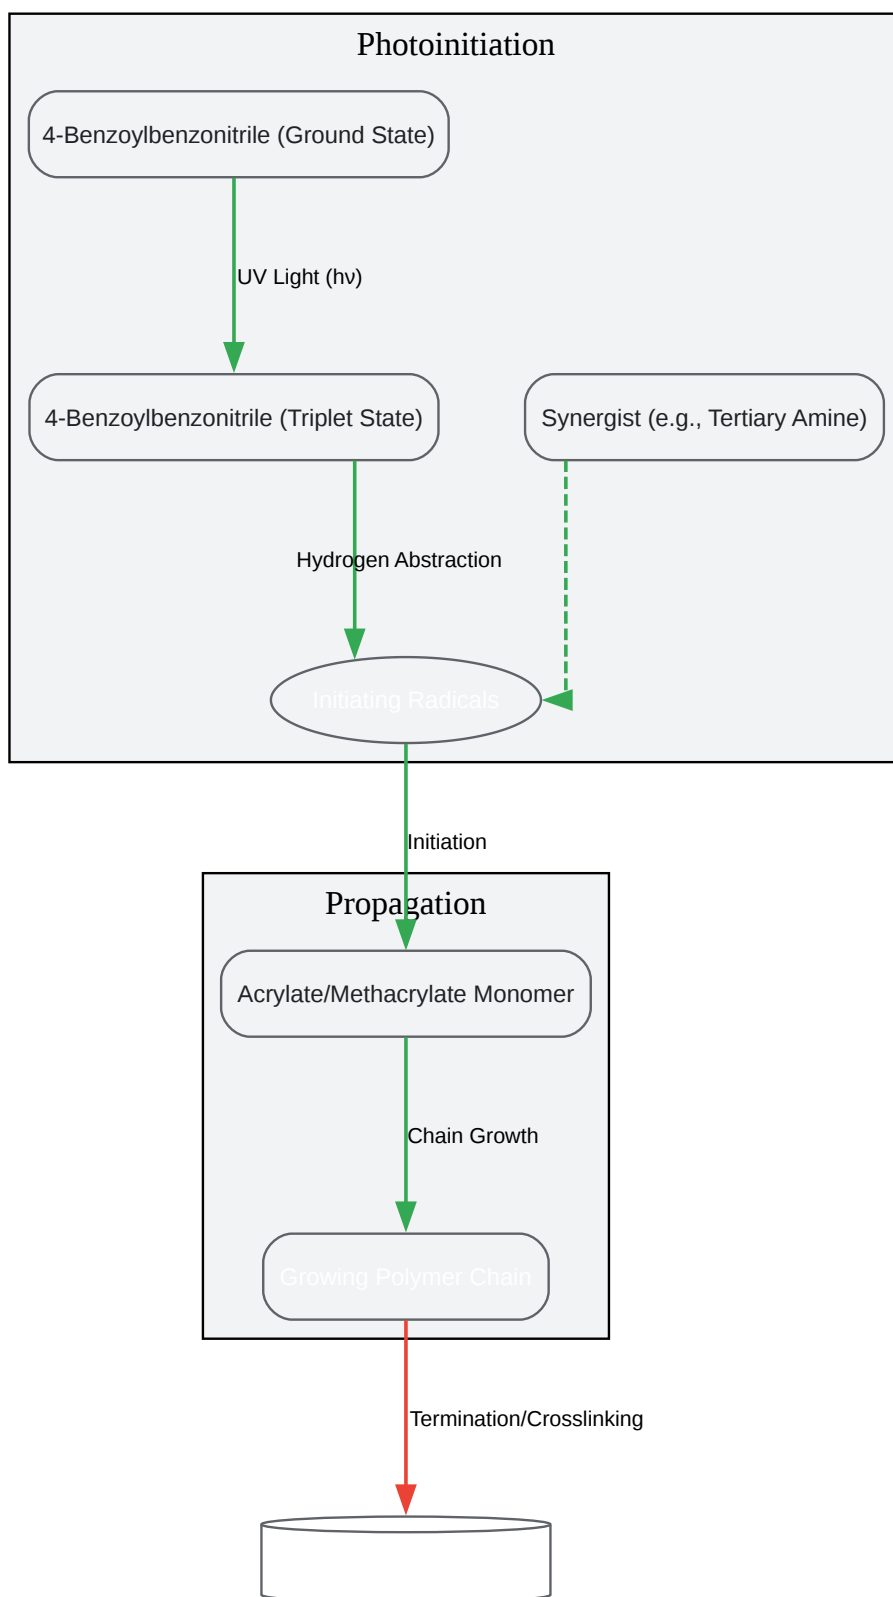 Photoinitiation
4-Benzoylbenzonitrile (Ground State)
UV Light (hν)
4-Benzoylbenzonitrile (Triplet State)
Synergist (e.g., Tertiary Amine)
Hydrogen Abstraction
Initiating Radicals
Initiation
Propagation
Acrylate/Methacrylate Monomer
Chain Growth
Growing Polymer Chain
Termination/Crosslinking